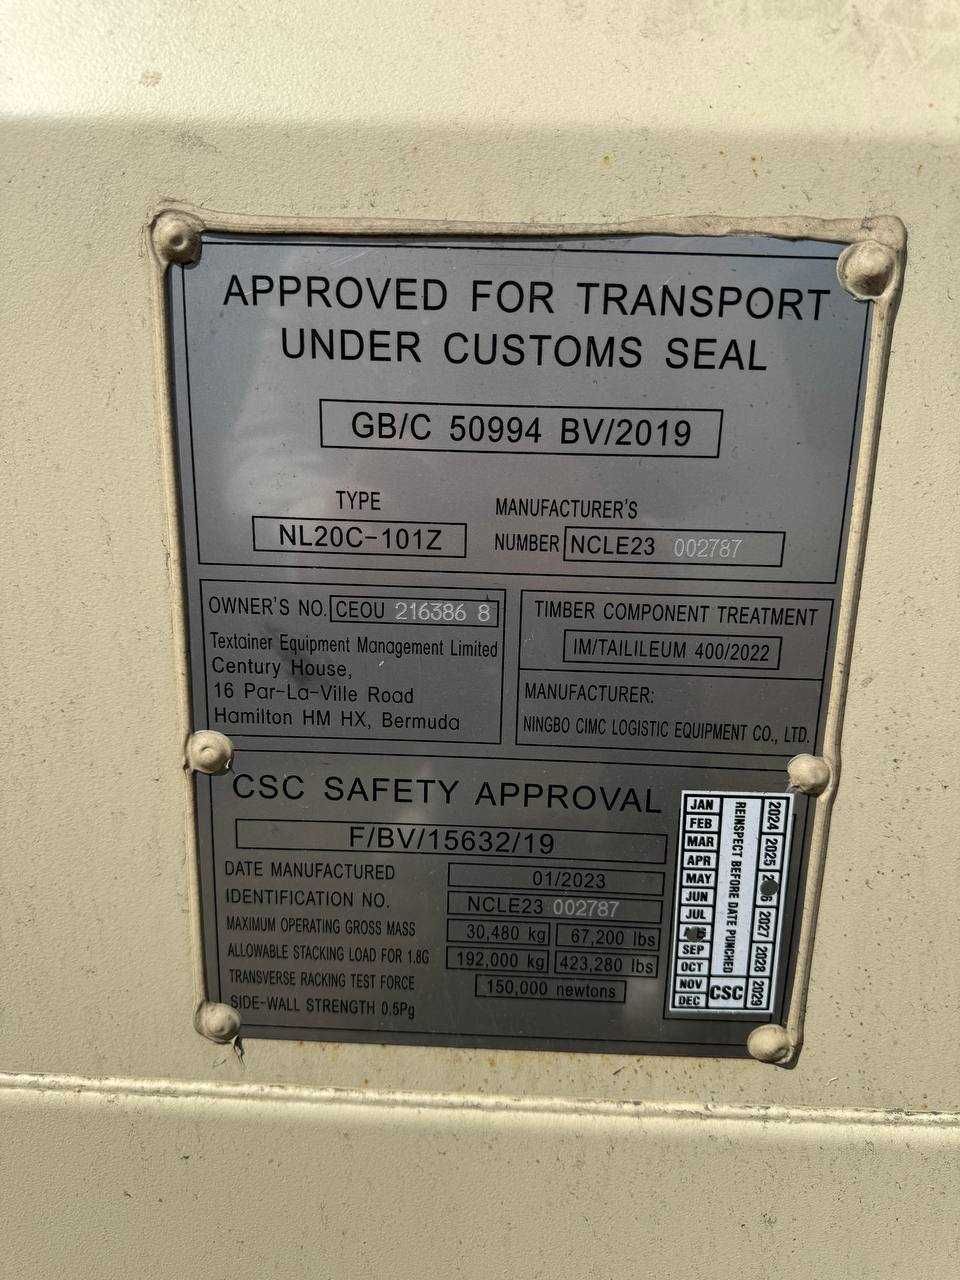 APPROVED FOR TRANSPORT
UNDER CUSTOMS SEAL
GB/C 50994 BV/2019
TYPE
NL20C-101Z
MANUFACTURER'S
NUMBER NCLE23 002787
OWNER'S NO. CEOU 216386 8
Textainer Equipment Management Limited
Century House,
16 Par-La-Ville Road
Hamilton HM HX, Bermuda
TIMBER COMPONENT TREATMENT
IM/TAILILEUM 400/2022
MANUFACTURER:
NINGBO CIMC LOGISTIC EQUIPMENT CO., LTD.
CSC SAFETY APPROVAL
F/BV/15632/19
DATE MANUFACTURED 01/2023
IDENTIFICATION NO. NCLE23 002787
MAXIMUM OPERATING GROSS MASS 30,480 kg 67,200 lbs
ALLOWABLE STACKING LOAD FOR 1.8G 192,000 kg 423,280 lbs
TRANSVERSE RACKING TEST FORCE 150,000 newtons
SIDE-WALL STRENGTH 0.5Pg
JAN
FEB
MAR
APR
MAY
JUN
JUL
SEP
OCT
NOV
DEC
REINSPECT BEFORE DATE PUNCHED
CSC
2024 2025 2027 2028 2029